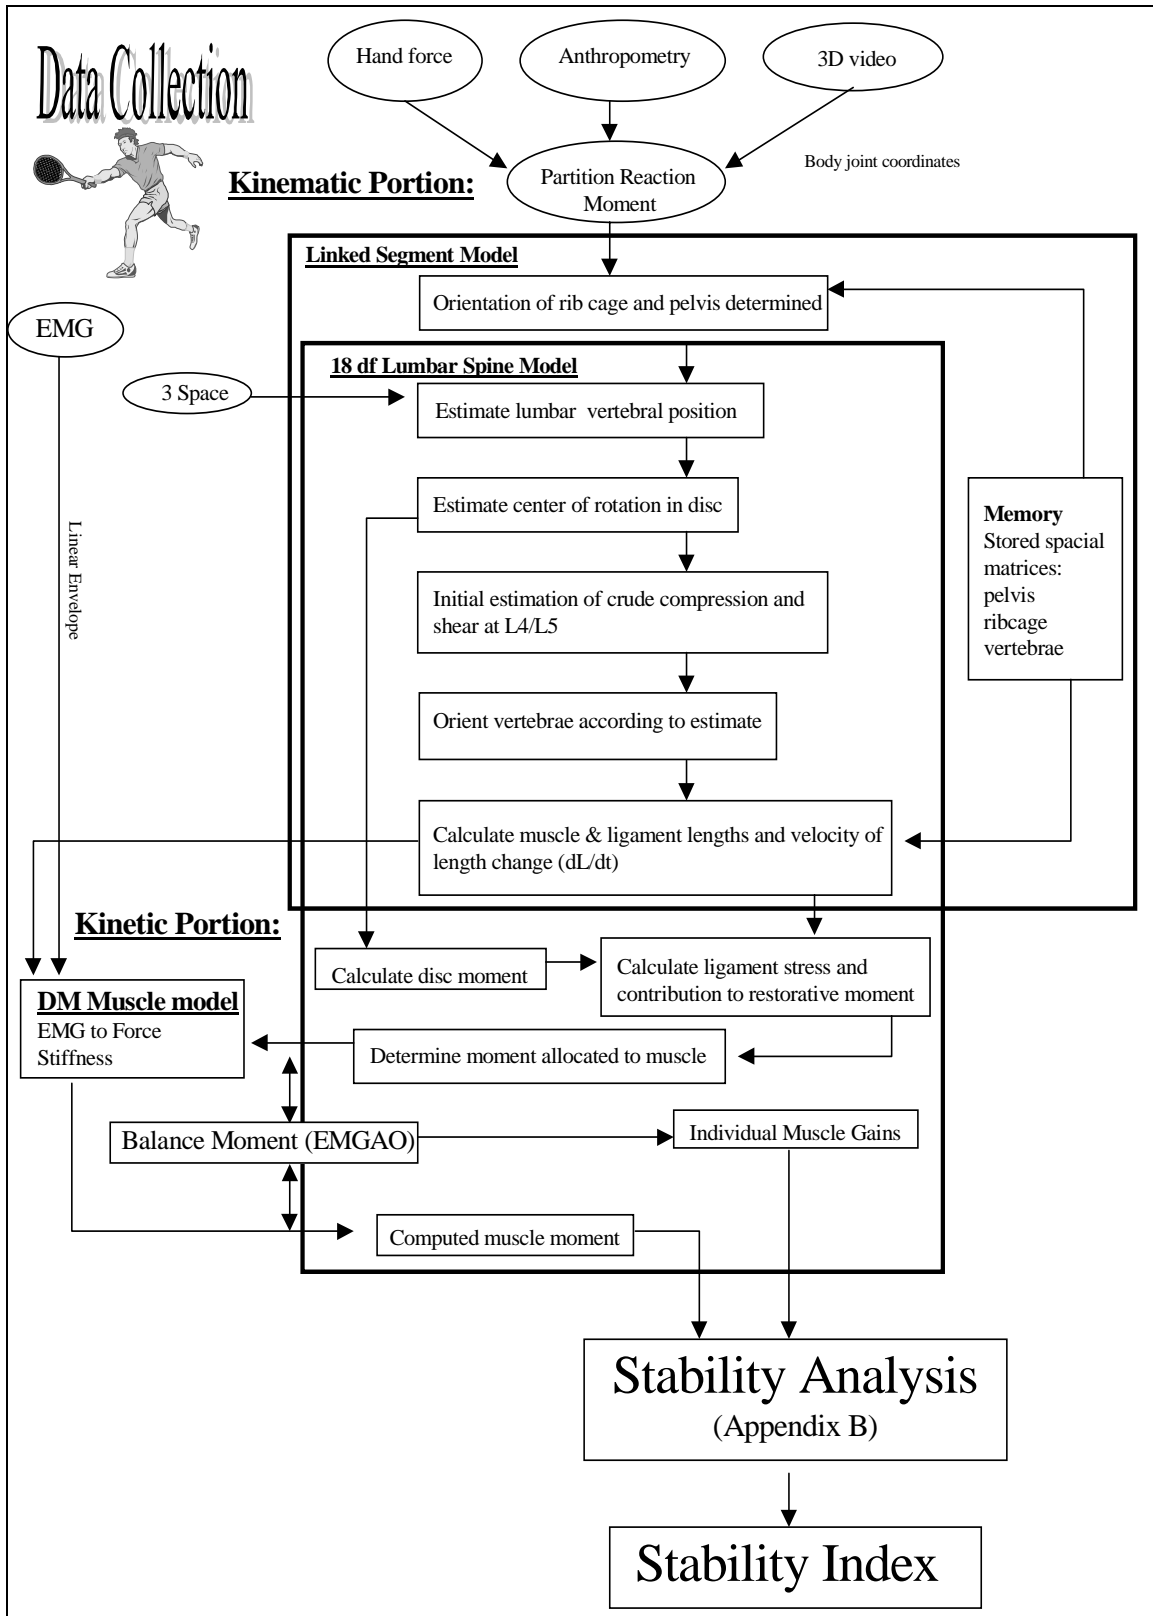 Data Collection
Hand force
Anthropometry
3D video
Body joint coordinates
Kinematic Portion:
Partition Reaction
Moment
Linked Segment Model
Orientation of rib cage and pelvis determined
EMG
18 df Lumbar Spine Model
3 Space
Estimate lumbar vertebral position
Estimate center of rotation in disc
Memory
Stored spacial
matrices:
pelvis
ribcage
vertebrae
Linear Envelope
Initial estimation of crude compression and
shear at L4/L5
Orient vertebrae according to estimate
Calculate muscle & ligament lengths and velocity of
length change (dL/dt)
Kinetic Portion:
Calculate disc moment
Calculate ligament stress and
contribution to restorative moment
DM Muscle model
EMG to Force
Stiffness
Determine moment allocated to muscle
Balance Moment (EMGAO)
Individual Muscle Gains
Computed muscle moment
Stability Analysis
(Appendix B)
Stability Index